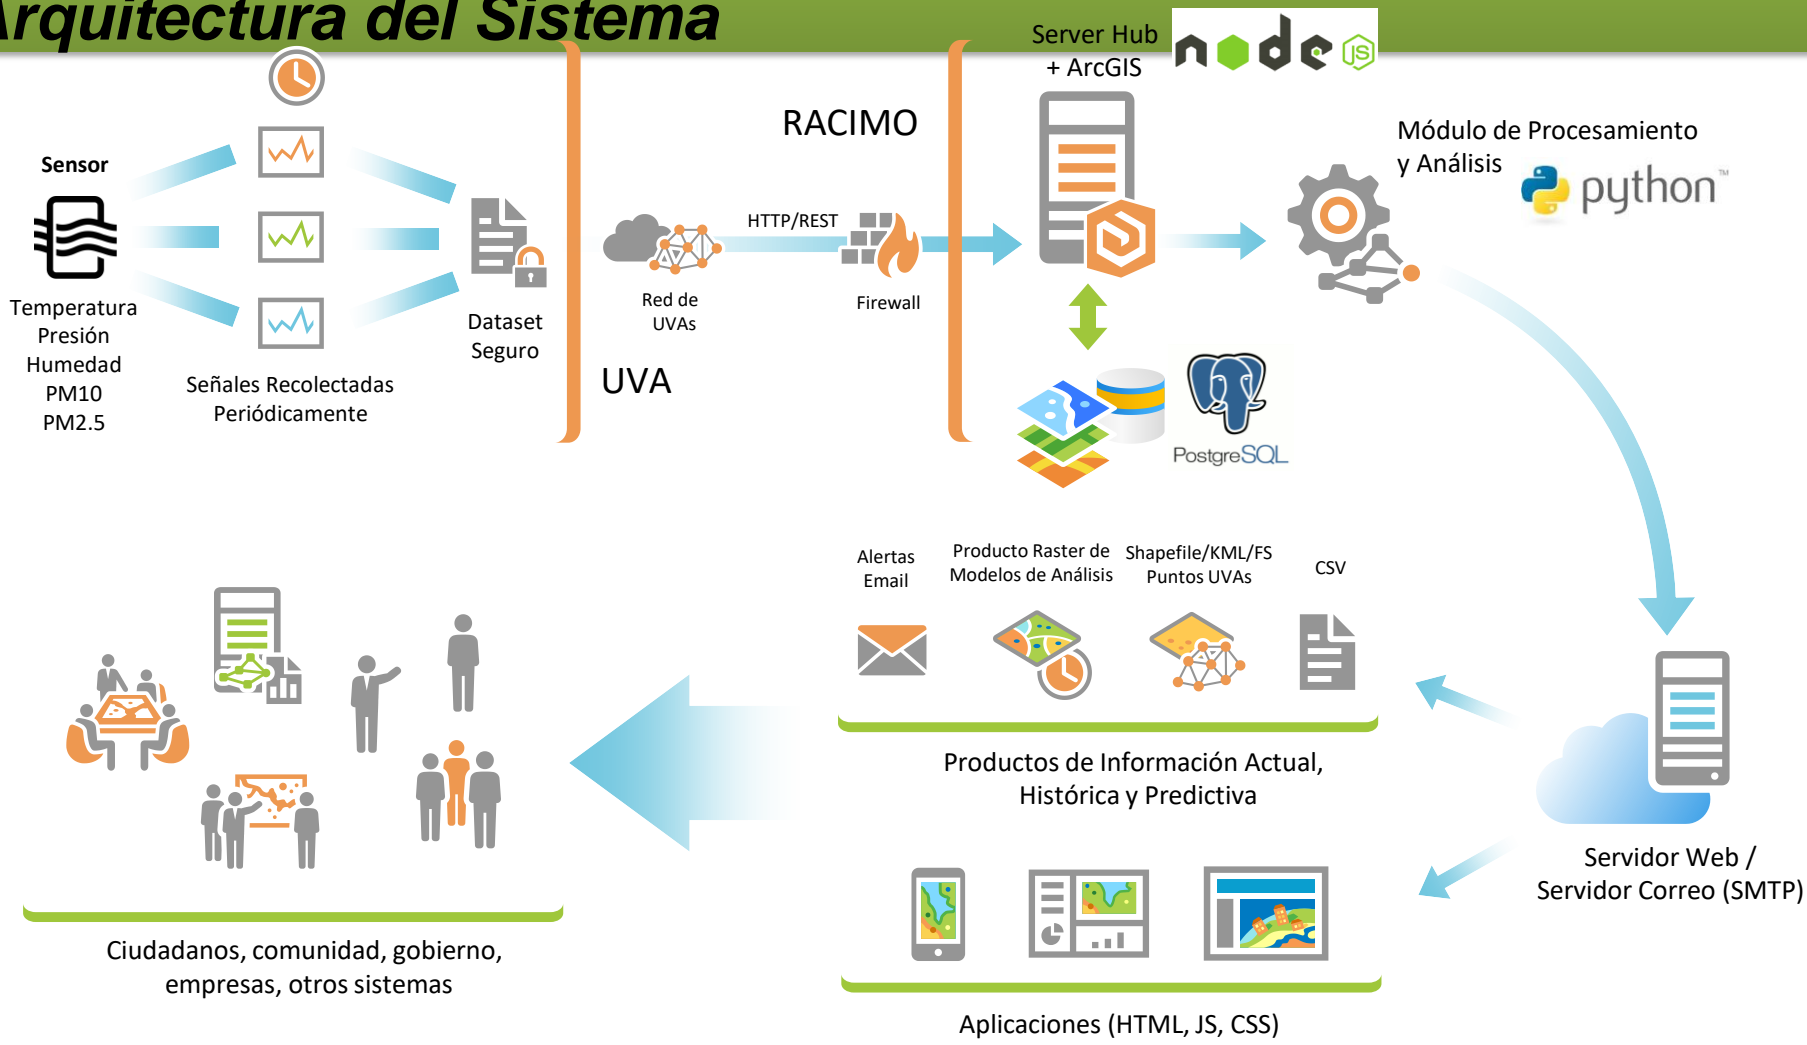 Arquitectura del Sistema
Sensor
Temperatura
Presión
Humedad
PM10
PM2.5
Señales Recolectadas
Periódicamente
Dataset
Seguro
UVA
Red de
UVAs
HTTP/REST
Firewall
RACIMO
Server Hub
+ ArcGIS
node
JS
PostgreSQL
Módulo de Procesamiento
y Análisis
python™
Servidor Web /
Servidor Correo (SMTP)
Alertas
Email
Producto Raster de
Modelos de Análisis
Shapefile/KML/FS
Puntos UVAs
CSV
Productos de Información Actual,
Histórica y Predictiva
Aplicaciones (HTML, JS, CSS)
Ciudadanos, comunidad, gobierno,
empresas, otros sistemas